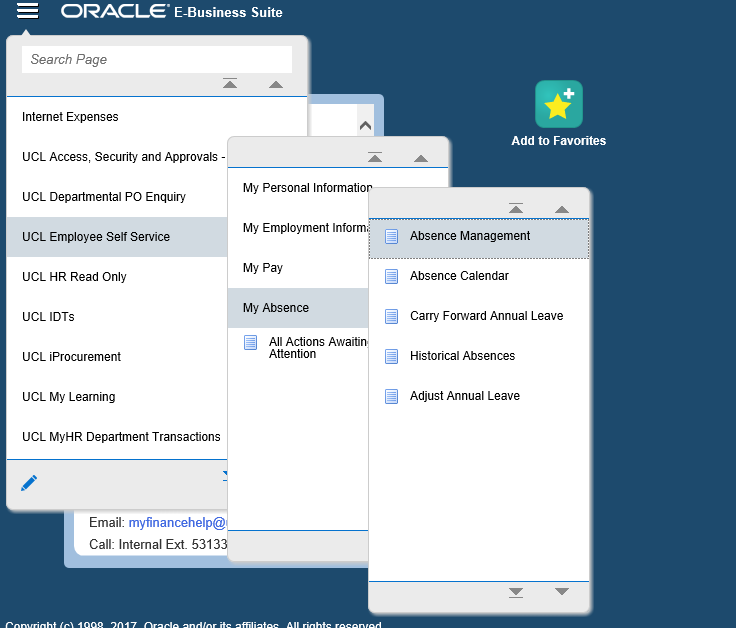 ORACLE E-Business Suite
Search Page
Internet Expenses
UCL Access, Security and Approvals -
UCL Departmental PO Enquiry
UCL Employee Self Service
UCL HR Read Only
UCL IDTs
UCL iProcurement
UCL My Learning
UCL MyHR Department Transactions
My Personal Information
My Employment Informa
My Pay
My Absence
All Actions Awaiting
Attention
Absence Management
Absence Calendar
Carry Forward Annual Leave
Historical Absences
Adjust Annual Leave
Add to Favorites
Email: myfinancehelp@
Call: Internal Ext. 53133
Copyright (c) 1998, 2017, Oracle and/or its affiliates. All rights reserved.